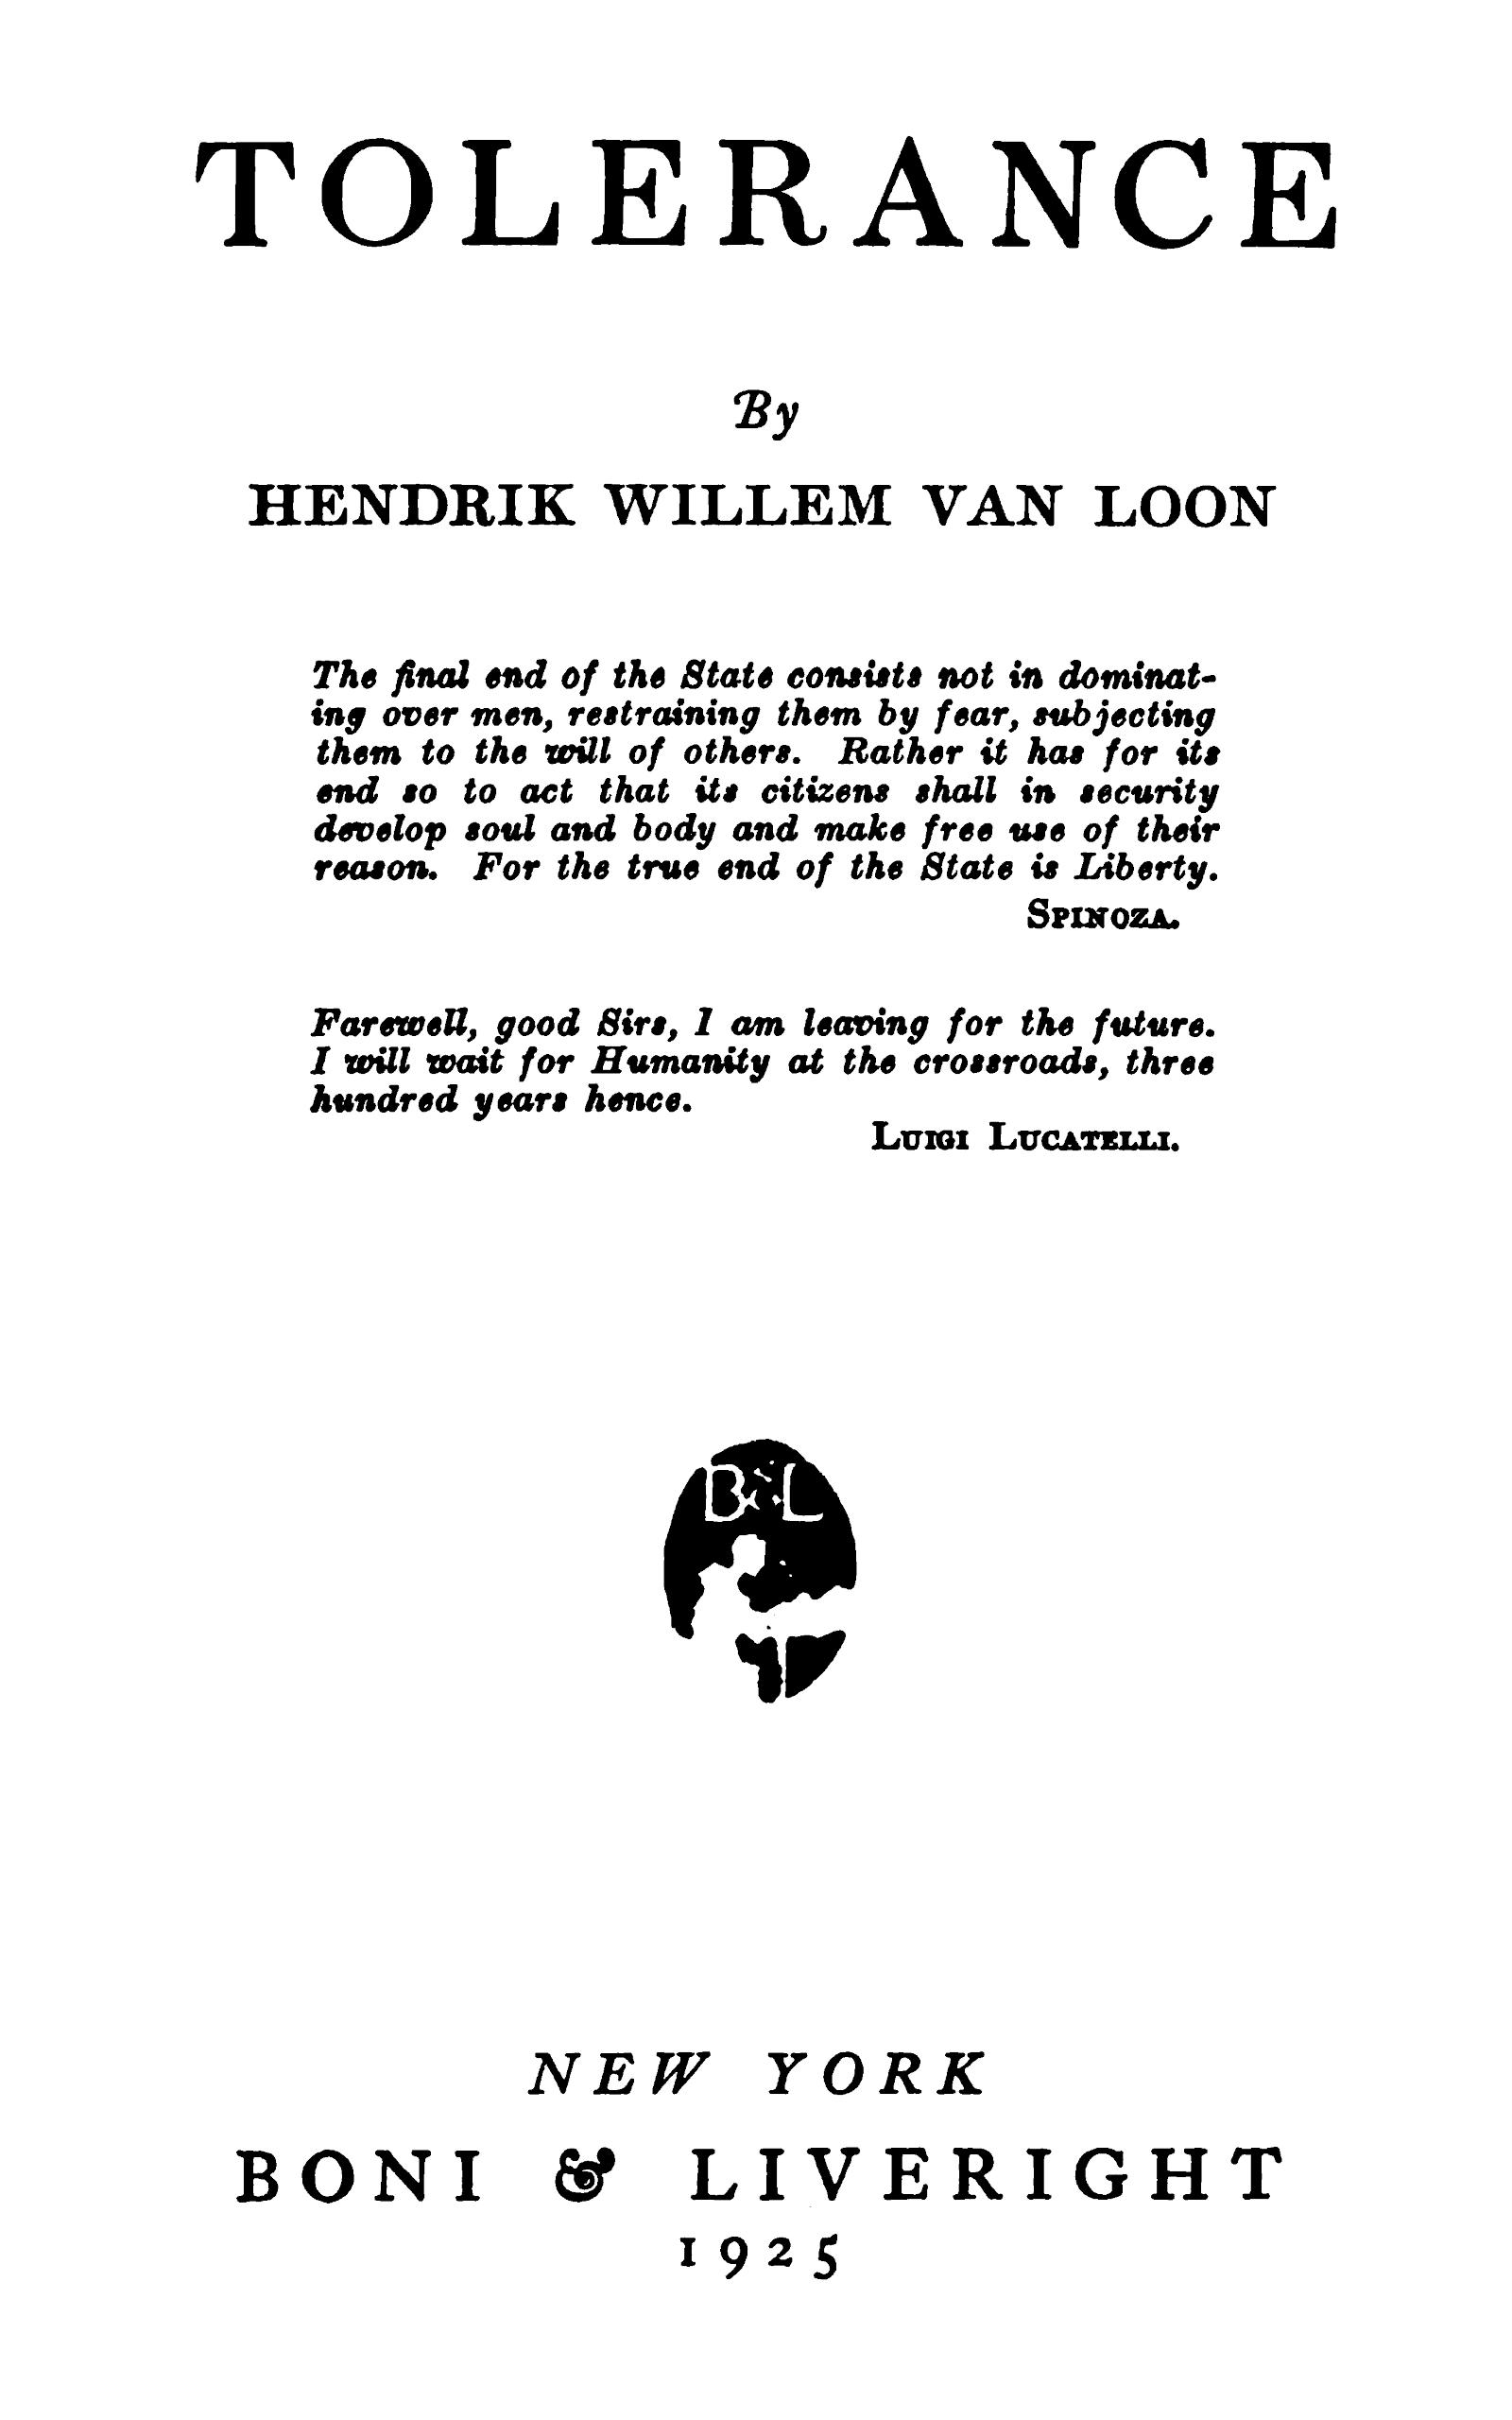 TOLERANCE
By
HENDRIK WILLEM VAN LOON
The final end of the State consists not in dominat-
ing over men, restraining them by fear, subjecting
them to the will of others. Rather it has for its
end so to act that its citizens shall in security
develop soul and body and make free use of their
reason. For the true end of the State is Liberty.
SPINOZA.
Farewell, good Sirs, I am leaving for the future.
I will wait for Humanity at the crossroads, three
hundred years hence.
LUIGI LUCATELLI.
B&L
NEW YORK
BONI & LIVERIGHT
1925